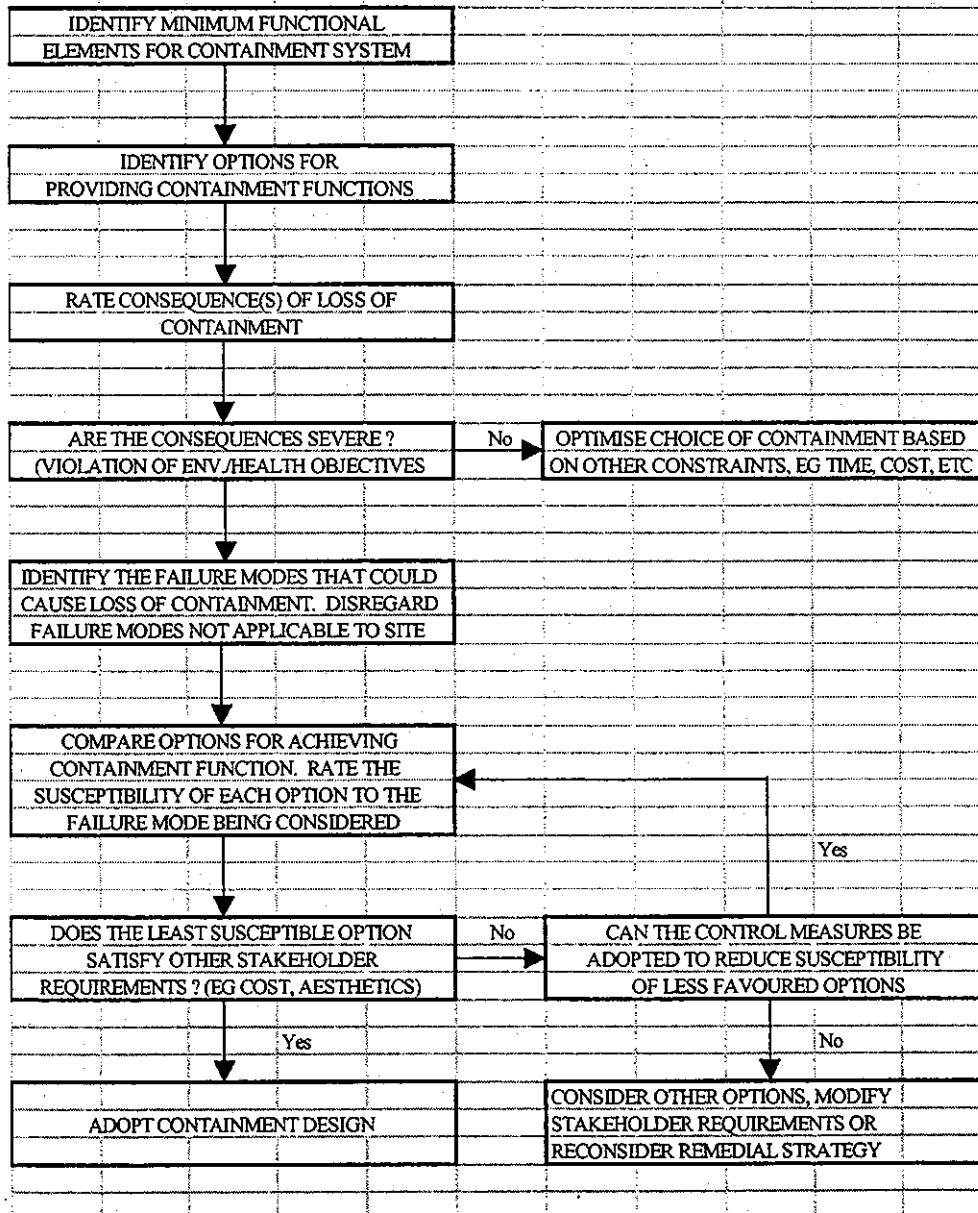 IDENTIFY MINIMUM FUNCTIONAL
ELEMENTS FOR CONTAINMENT SYSTEM
IDENTIFY OPTIONS FOR
PROVIDING CONTAINMENT FUNCTIONS
RATE CONSEQUENCE(S) OF LOSS OF
CONTAINMENT
ARE THE CONSEQUENCES SEVERE ?
(VIOLATION OF ENV./HEALTH OBJECTIVES
No
OPTIMISE CHOICE OF CONTAINMENT BASED
ON OTHER CONSTRAINTS, EG TIME, COST, ETC
IDENTIFY THE FAILURE MODES THAT COULD
CAUSE LOSS OF CONTAINMENT. DISREGARD
FAILURE MODES NOT APPLICABLE TO SITE
COMPARE OPTIONS FOR ACHIEVING
CONTAINMENT FUNCTION. RATE THE
SUSCEPTIBILITY OF EACH OPTION TO THE
FAILURE MODE BEING CONSIDERED
Yes
DOES THE LEAST SUSCEPTIBLE OPTION
SATISFY OTHER STAKEHOLDER
REQUIREMENTS ? (EG COST, AESTHETICS)
No
CAN THE CONTROL MEASURES BE
ADOPTED TO REDUCE SUSCEPTIBILITY
OF LESS FAVOURED OPTIONS
Yes
No
ADOPT CONTAINMENT DESIGN
CONSIDER OTHER OPTIONS, MODIFY
STAKEHOLDER REQUIREMENTS OR
RECONSIDER REMEDIAL STRATEGY